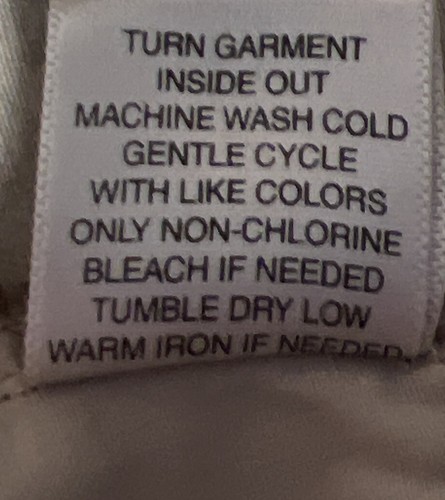 TURN GARMENT
INSIDE OUT
MACHINE WASH COLD
GENTLE CYCLE
WITH LIKE COLORS
ONLY NON-CHLORINE
BLEACH IF NEEDED
TUMBLE DRY LOW
WARM IRON IF NEEDED.